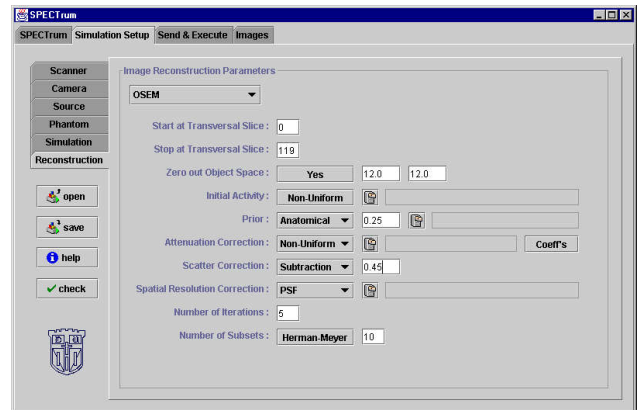 SPECTrum
SPECTrum Simulation Setup Send & Execute Images
Scanner
Camera
Source
Phantom
Simulation
Reconstruction
open
save
help
check
Image Reconstruction Parameters
OSEM
Start at Transversal Slice : 0
Stop at Transversal Slice : 119
Zero out Object Space : Yes 12.0 12.0
Initial Activity : Non-Uniform
Prior : Anatomical 0.25
Attenuation Correction : Non-Uniform Coeff's
Scatter Correction : Subtraction 0.45
Spatial Resolution Correction : PSF
Number of Iterations : 5
Number of Subsets : Herman-Meyer 10